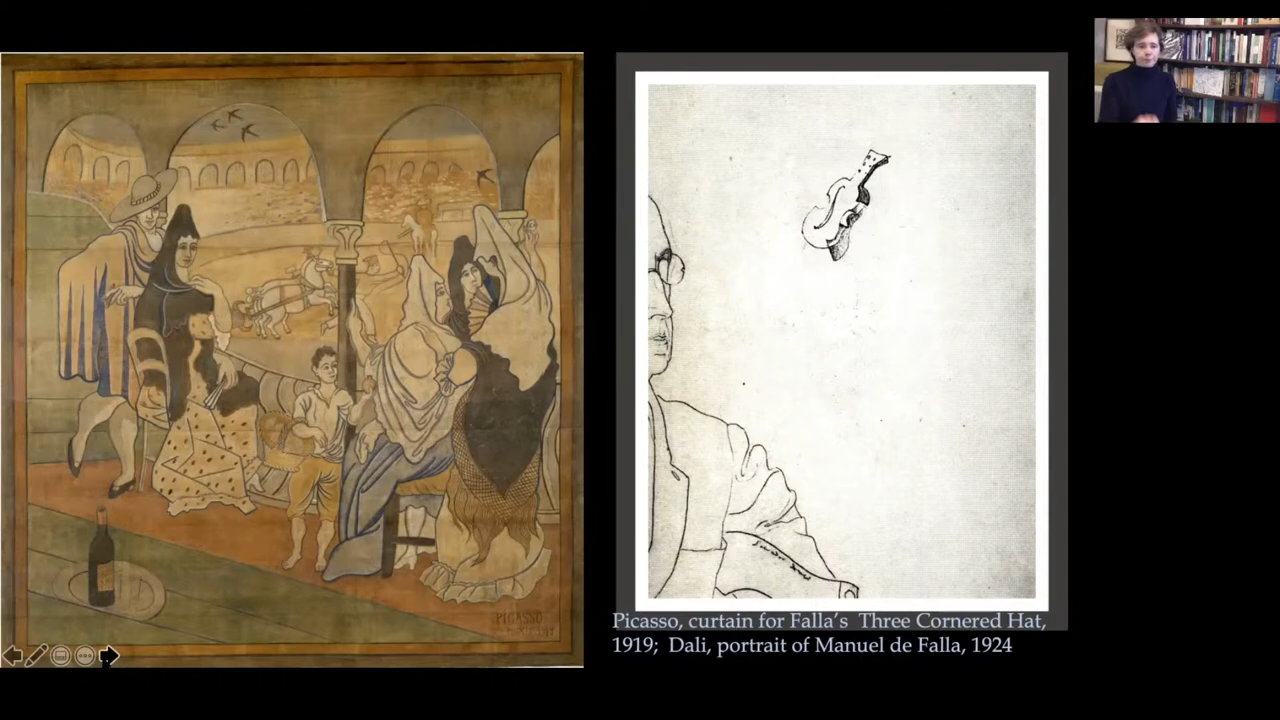 PICASSO
Picasso, curtain for Falla's  Three Cornered Hat,
1919;  Dali, portrait of Manuel de Falla, 1924